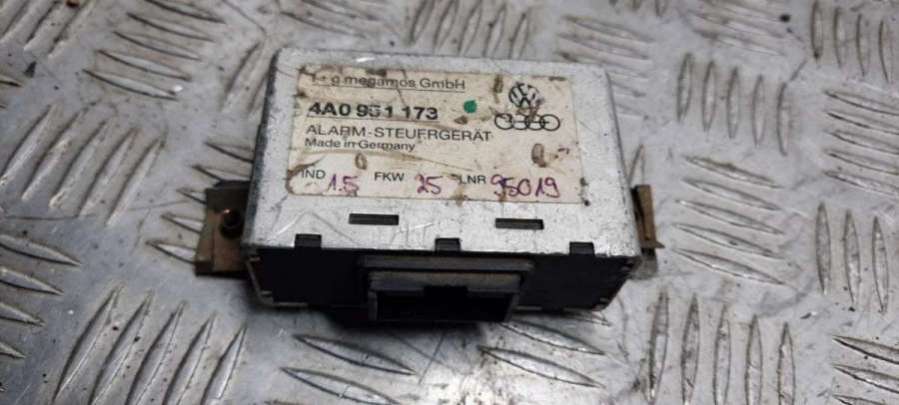 t+g megamos GmbH
4A0 951 173
ALARM-STEUERGERÄT
Made in Germany
IND 1.5 FKW 25 LNR 95019